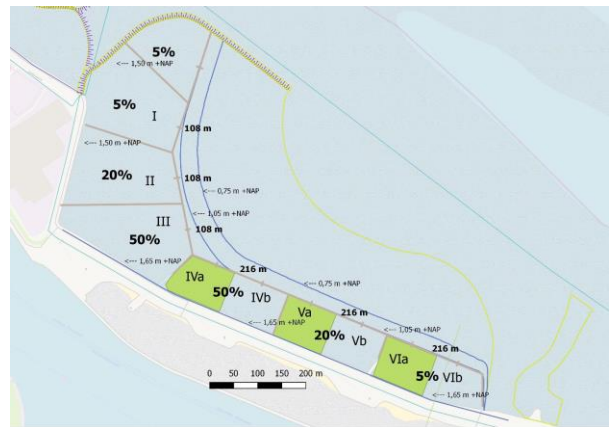 5%
<--- 1,50 m +NAP
5%
I
108 m
<--- 1,50 m +NAP
20%
II
108 m
<--- 0,75 m +NAP
III
<--- 1,05 m +NAP
50%
108 m
<--- 1,65 m +NAP
216 m
IVa
<--- 0,75 m +NAP
50%
IVb
Va
216 m
<--- 1,65 m +NAP
20%
<--- 1,05 m +NAP
Vb
216 m
VIa
5%
VIb
<--- 1,65 m +NAP
0 50 100 150 200 m